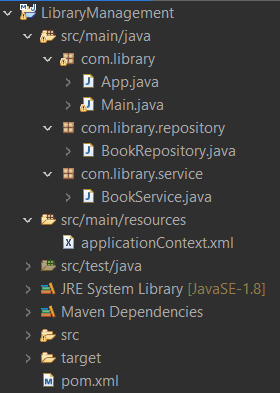 LibraryManagement
src/main/java
com.library
App.java
Main.java
com.library.repository
BookRepository.java
com.library.service
BookService.java
src/main/resources
applicationContext.xml
src/test/java
JRE System Library [JavaSE-1.8]
Maven Dependencies
src
target
pom.xml